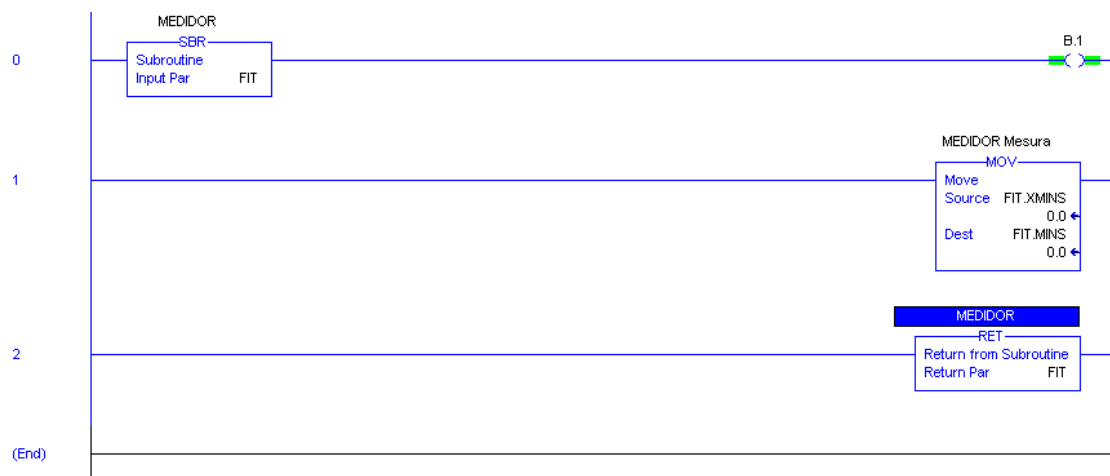 MEDIDOR
SBR
B.1
0
Subroutine
Input Par FIT
MEDIDOR Mesura
MOV
1
Move
Source FIT.XMINS
0.0
Dest FIT.MINS
0.0
MEDIDOR
RET
2
Return from Subroutine
Return Par FIT
(End)